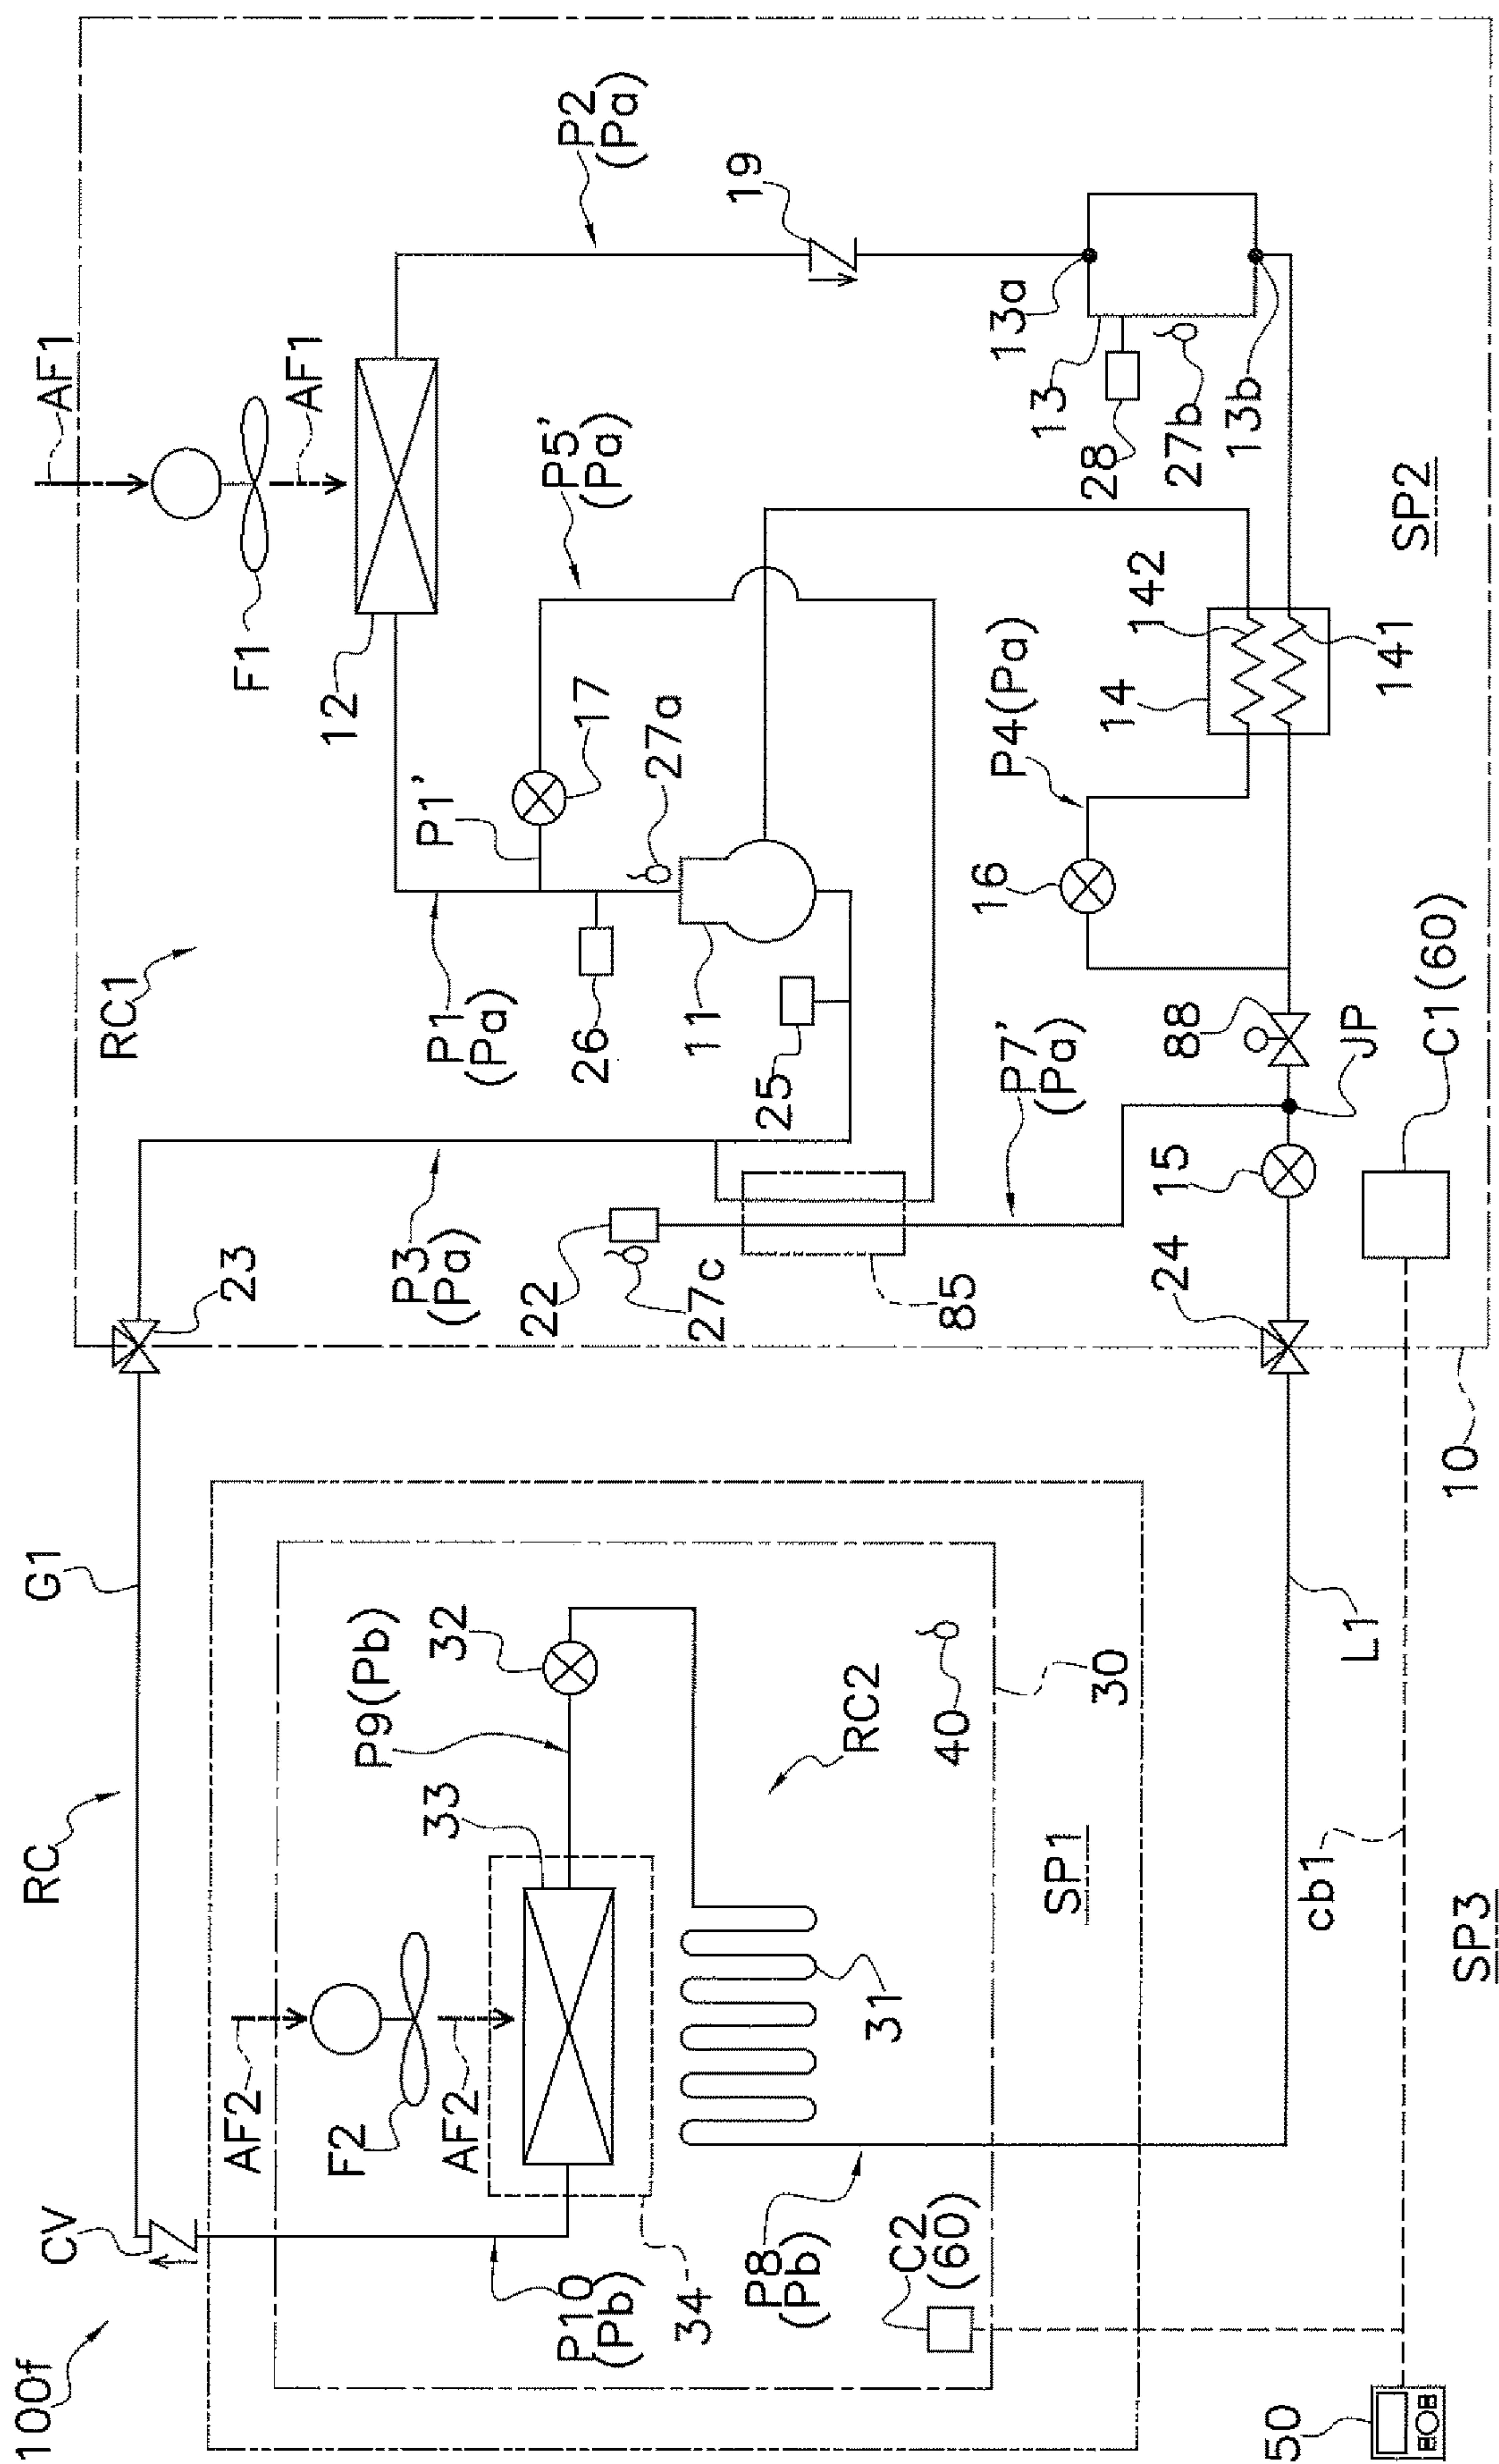 100f
RC
G1
CV
RC1
AF1
AF1
F1
12
P2
(Pa)
19
P1
(Pa)
P1’
P5’
(Pa)
17
27a
26
11
25
13a
13
28
27b
13b
P3
(Pa)
23
22
27c
85
P7’
(Pa)
P4(Pa)
16
14
142
141
88
JP
15
24
C1(60)
SP2
10
AF2
F2
AF2
33
P9(Pb)
32
31
RC2
40
30
SP1
P10
(Pb)
34
P8
(Pb)
C2
(60)
L1
cb1
50
SP3